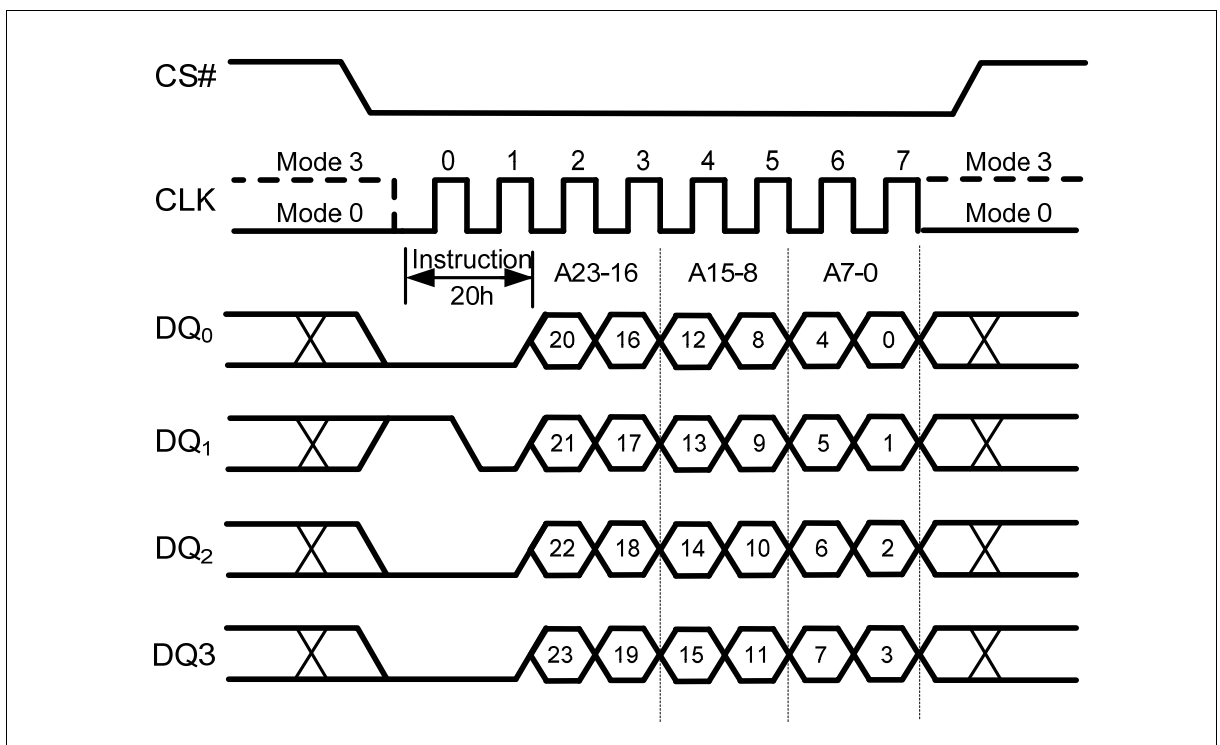 CS#
Mode 3 0 1 2 3 4 5 6 7 Mode 3
CLK
Mode 0 Mode 0
Instruction A23-16 A15-8 A7-0
20h
DQ0 20 16 12 8 4 0
DQ1 21 17 13 9 5 1
DQ2 22 18 14 10 6 2
DQ3 23 19 15 11 7 3